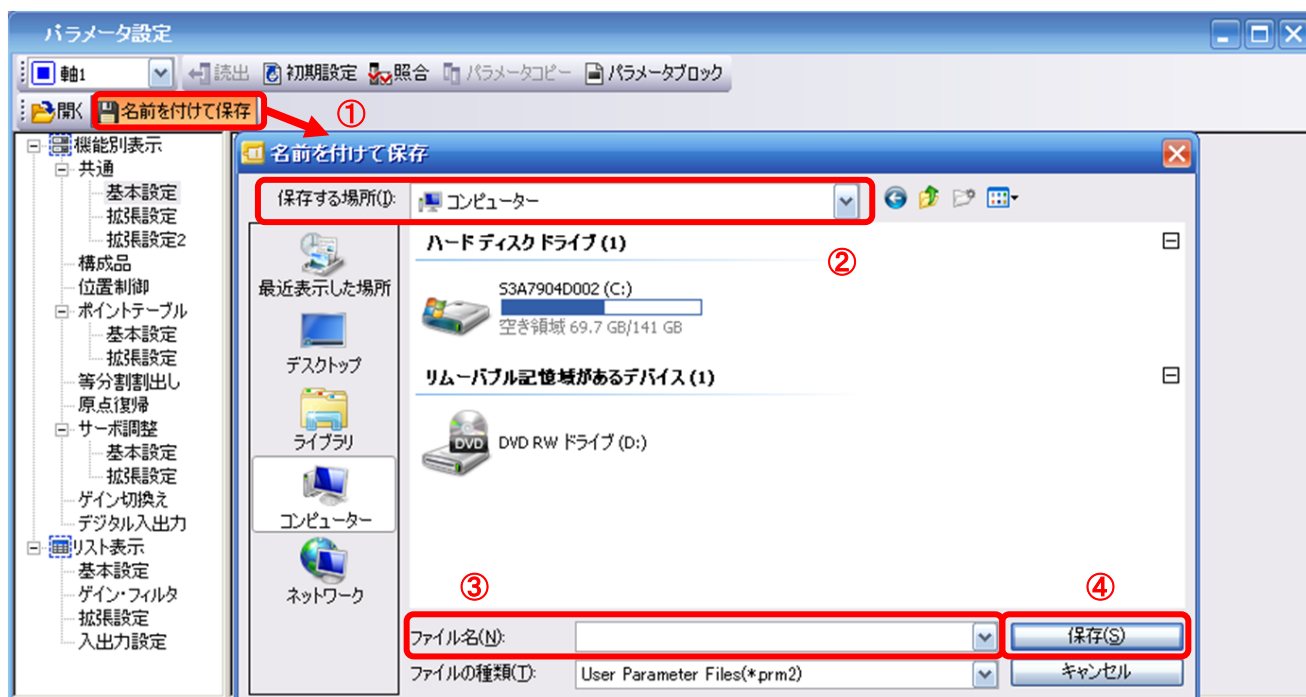 パラメータ設定
軸1 読出 初期設定 照合 パラメータコピー パラメータブロック
開く 名前を付けて保存 ①
機能別表示
共通
基本設定
拡張設定
拡張設定2
構成品
位置制御
ポイントテーブル
基本設定
拡張設定
等分割割出し
原点復帰
サーボ調整
基本設定
拡張設定
ゲイン切換え
デジタル入出力
リスト表示
基本設定
ゲイン・フィルタ
拡張設定
入出力設定
名前を付けて保存
保存する場所(I): コンピューター
②
最近表示した場所
デスクトップ
ライブラリ
コンピューター
ネットワーク
ハード ディスク ドライブ (1)
S3A7904D002 (C:)
空き領域 69.7 GB/141 GB
リムーバブル記憶域があるデバイス (1)
DVD
DVD RW ドライブ (D:)
③ ④
ファイル名(N): 保存(S)
ファイルの種類(T): User Parameter Files(*.prm2) キャンセル